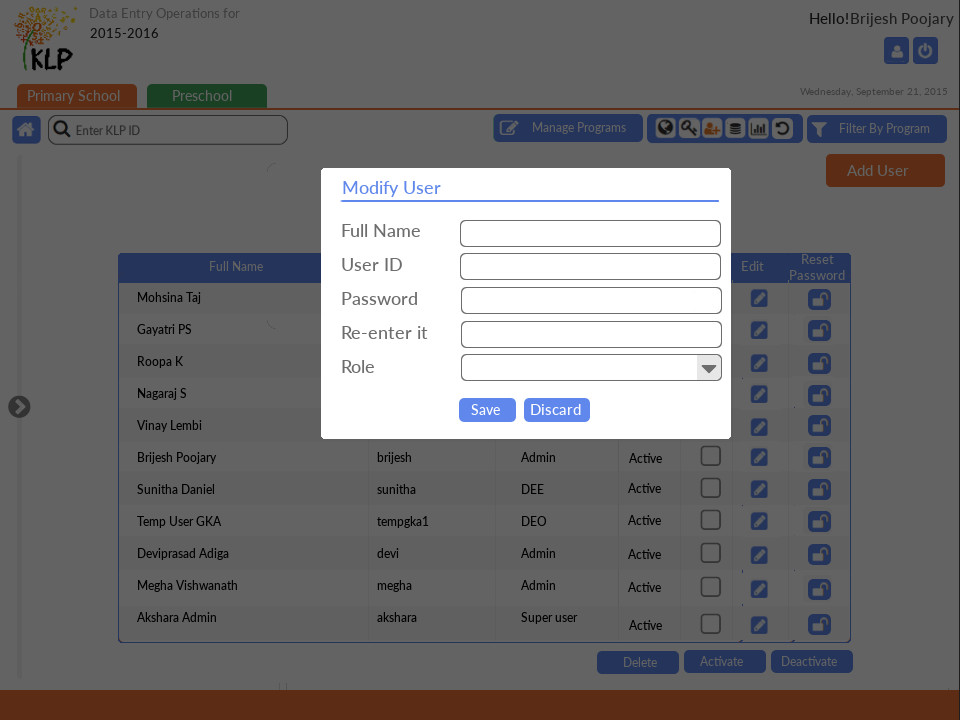 Data Entry Operations for
2015-2016
KLP
Hello!Brijesh Poojary
Primary School
Preschool
Wednesday, September 21, 2015
Enter KLP ID
Manage Programs
Filter By Program
Add User
Modify User
Full Name
User ID
Password
Re-enter it
Role
Save
Discard
Full Name
Edit
Reset
Password
Mohsina Taj
Gayatri PS
Roopa K
Nagaraj S
Vinay Lembi
Brijesh Poojary brijesh Admin Active
Sunitha Daniel sunitha DEE Active
Temp User GKA tempgka1 DEO Active
Deviprasad Adiga devi Admin Active
Megha Vishwanath megha Admin Active
Akshara Admin akshara Super user Active
Delete
Activate
Deactivate